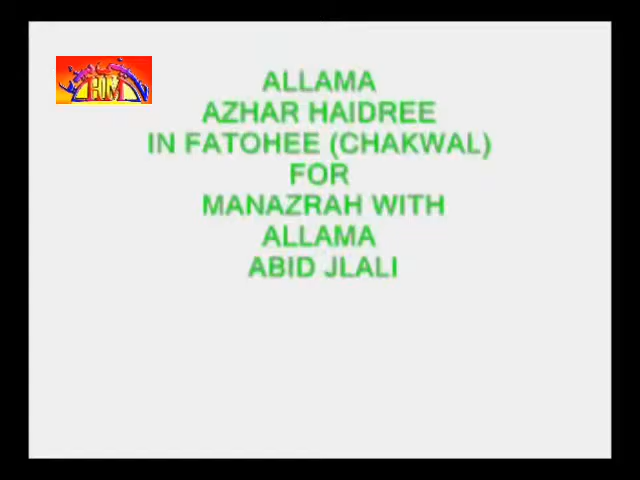 ALLAMA
AZHAR HAIDREE
IN FATOHEE (CHAKWAL)
FOR
MANAZRAH WITH
ALLAMA
ABID JLALI